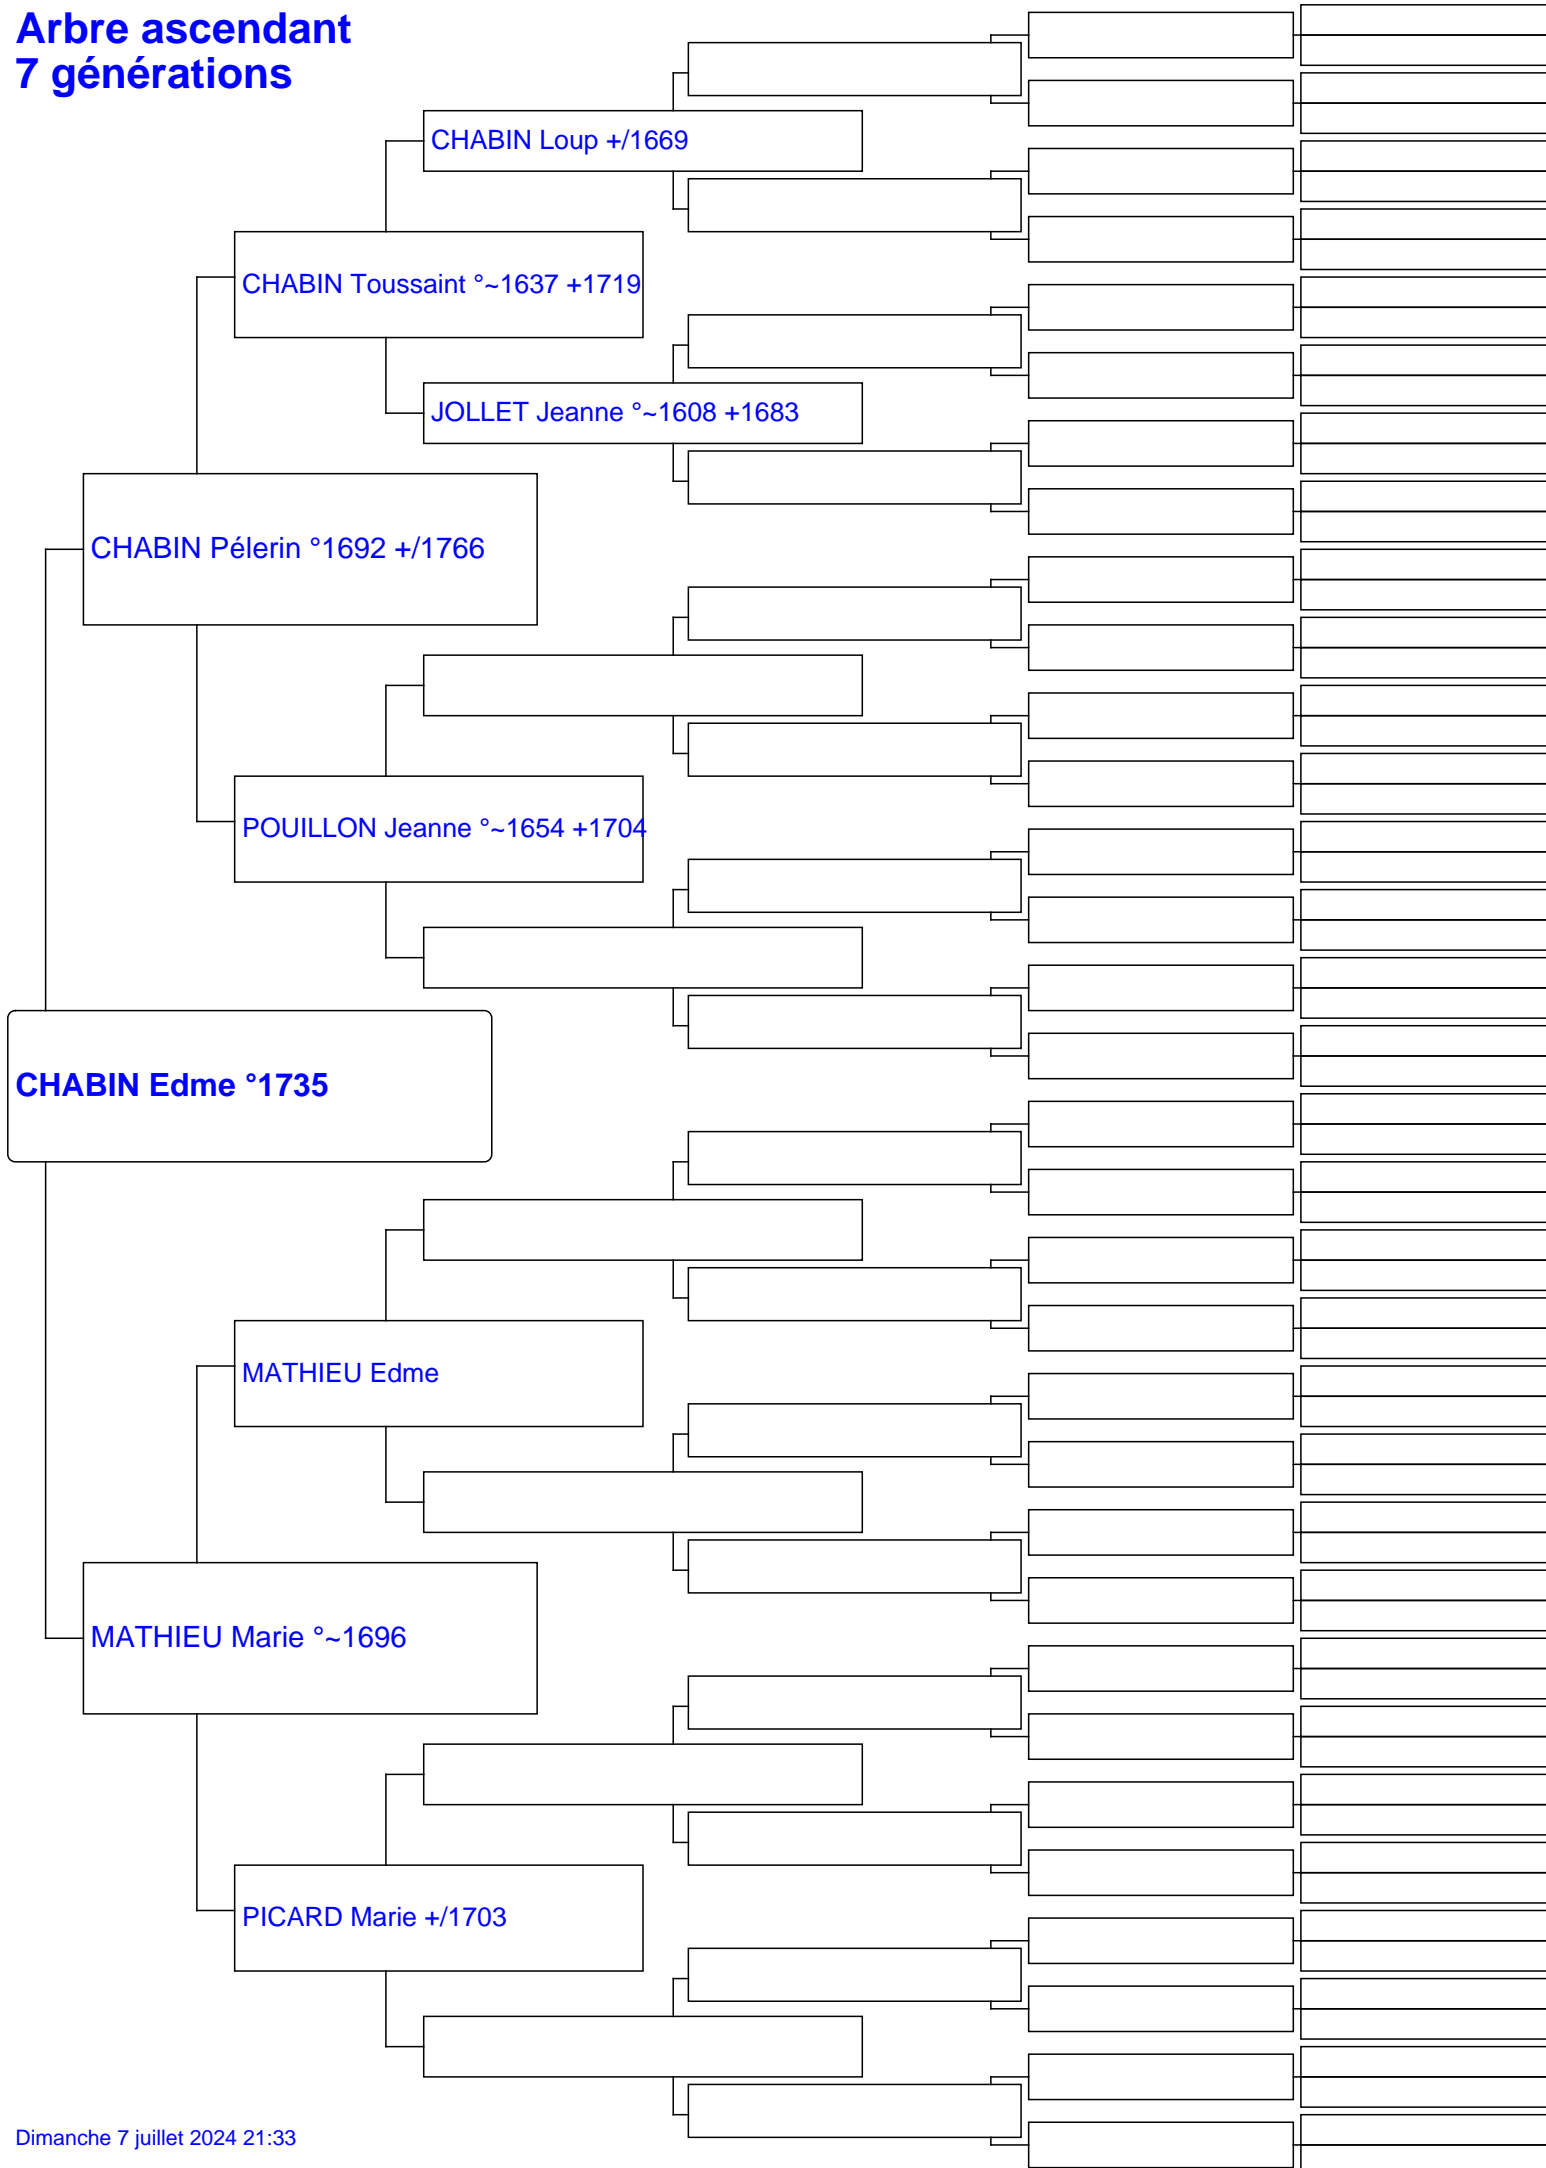 Arbre ascendant
7 générations
CHABIN Loup +/1669
CHABIN Toussaint °~1637 +1719
JOLLET Jeanne °~1608 +1683
CHABIN Pélerin °1692 +/1766
POUILLON Jeanne °~1654 +1704
CHABIN Edme °1735
MATHIEU Edme
MATHIEU Marie °~1696
PICARD Marie +/1703
Dimanche 7 juillet 2024 21:33